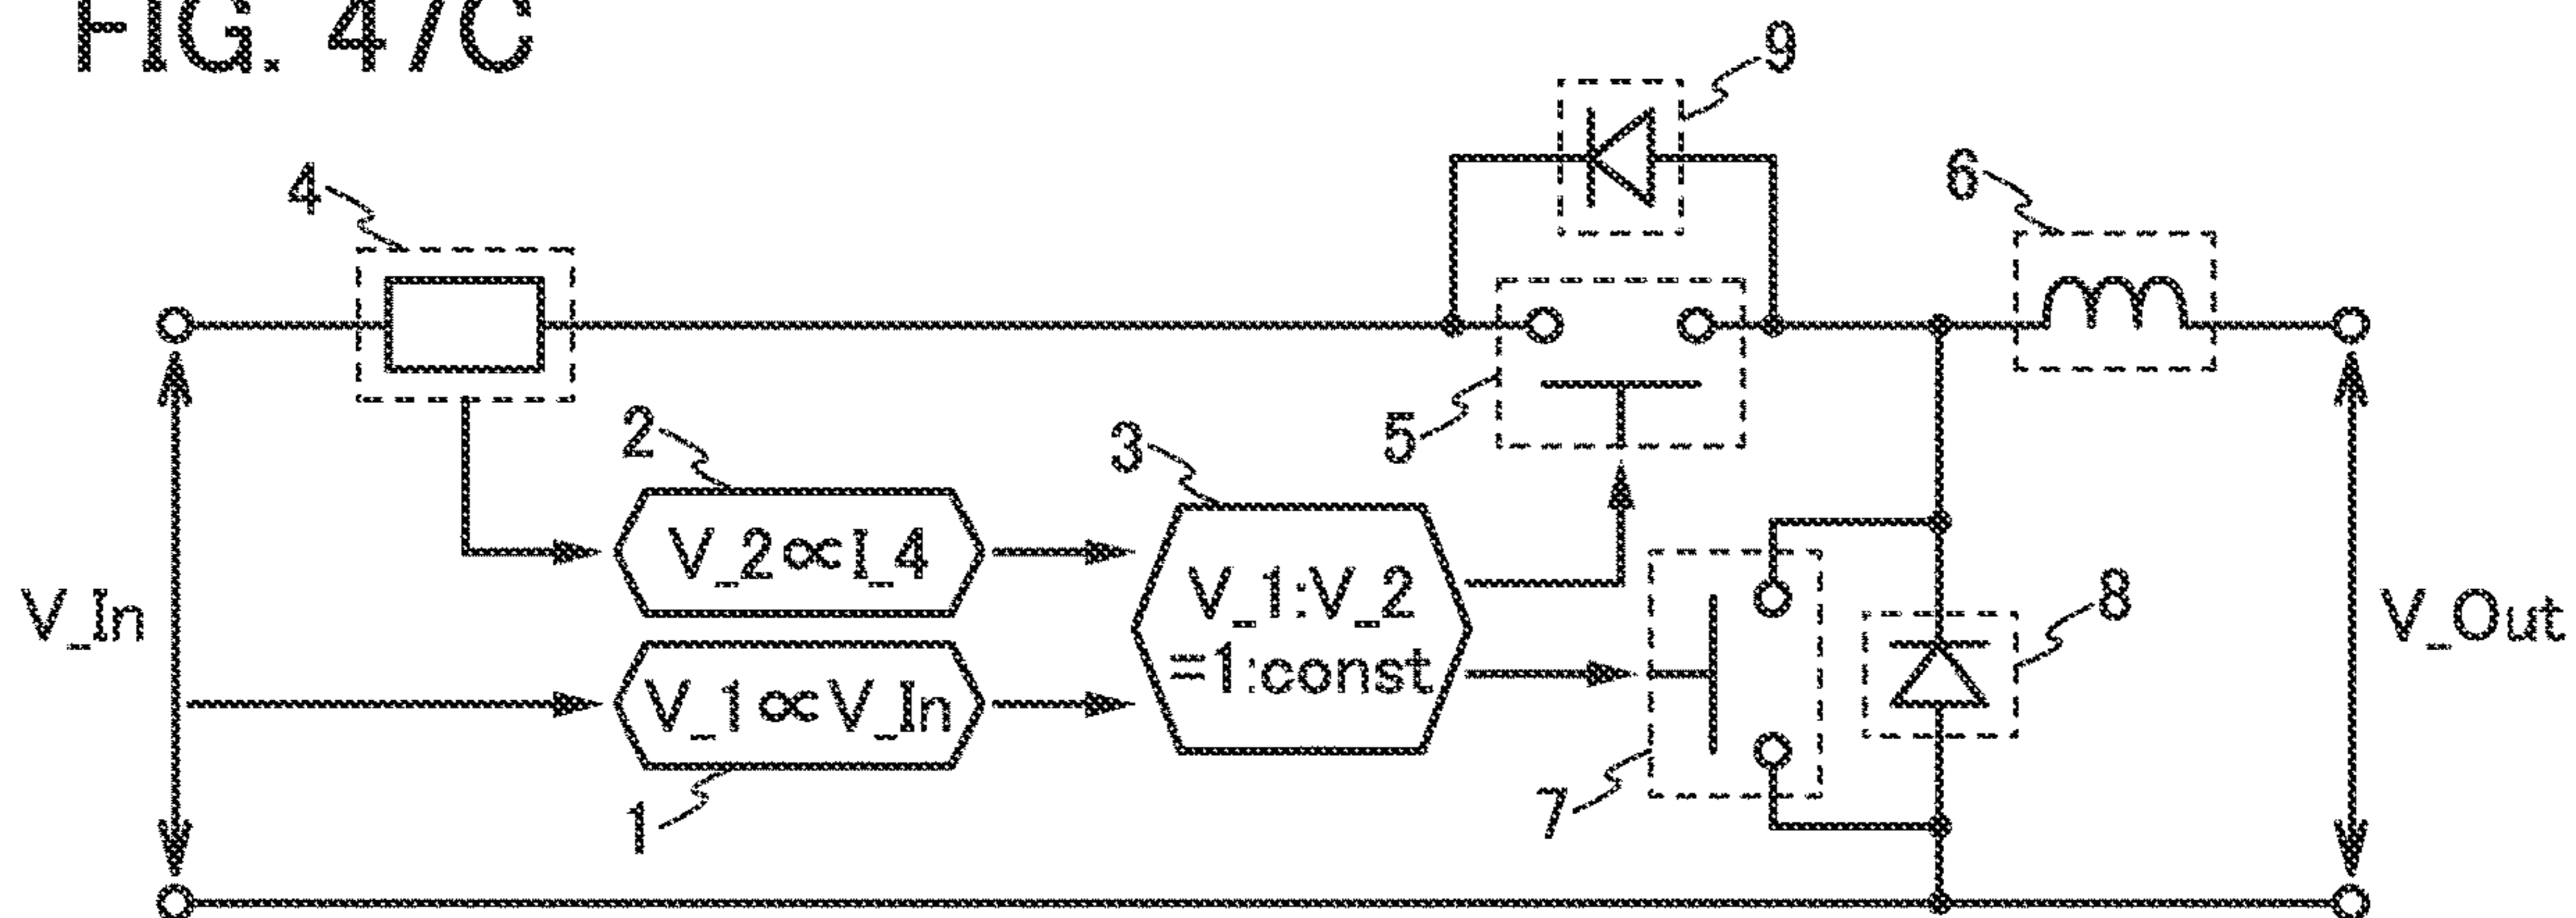 FIG. 47C
9
4
6
2
3
5
V_2∝I_4
V_1:V_2
=1:const
V_In
V_1∝V_In
8
V_Out
1
7